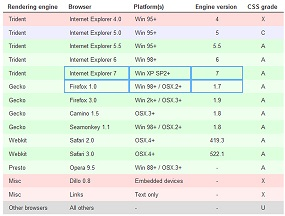 Rendering engine Browser Platform(s) Engine version CSS grade
Trident Internet Explorer 4.0 Win 95+ 4 X
Trident Internet Explorer 5.0 Win 95+ 5 C
Trident Internet Explorer 5.5 Win 95+ 5.5 A
Trident Internet Explorer 6 Win 98+ 6 A
Trident Internet Explorer 7 Win XP SP2+ 7 A
Gecko Firefox 1.0 Win 98+ / OSX.2+ 1.7 A
Gecko Firefox 3.0 Win 2k+ / OSX.3+ 1.9 A
Gecko Camino 1.5 OSX.3+ 1.8 A
Gecko Seamonkey 1.1 Win 98+ / OSX.2+ 1.8 A
Webkit Safari 2.0 OSX.4+ 419.3 A
Webkit Safari 3.0 OSX.4+ 522.1 A
Presto Opera 9.5 Win 88+ / OSX.3+ - A
Misc Dillo 0.8 Embedded devices - X
Misc Links Text only - X
Other browsers All others - - U